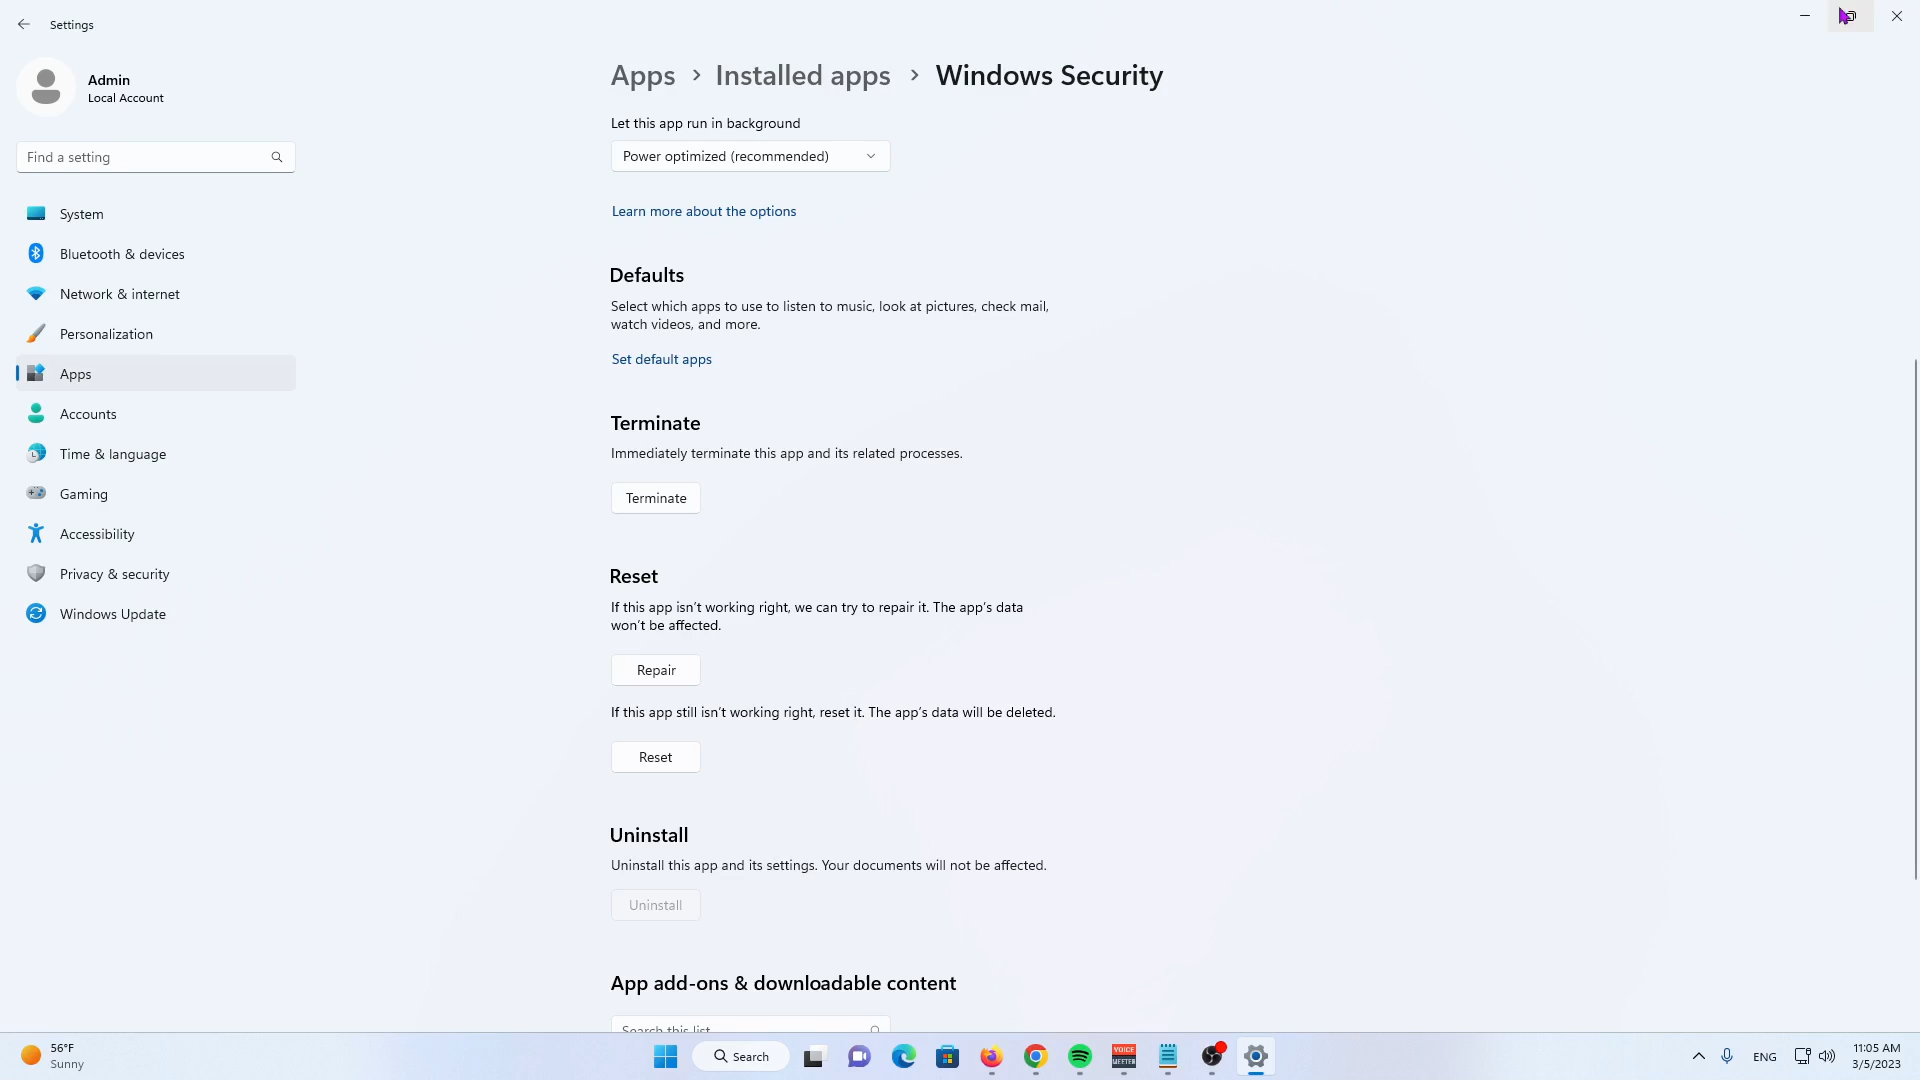 Settings
Admin
Local Account
Find a setting
System
Bluetooth & devices
Network & internet
Personalization
Apps
Accounts
Time & language
Gaming
Accessibility
Privacy & security
Windows Update
Apps > Installed apps > Windows Security
Let this app run in background
Power optimized (recommended)
Learn more about the options
Defaults
Select which apps to use to listen to music, look at pictures, check mail,
watch videos, and more.
Set default apps
Terminate
Immediately terminate this app and its related processes.
Terminate
Reset
If this app isn't working right, we can try to repair it. The app's data
won't be affected.
Repair
If this app still isn't working right, reset it. The app's data will be deleted.
Reset
Uninstall
Uninstall this app and its settings. Your documents will not be affected.
Uninstall
App add-ons & downloadable content
Search this list
56°F
Sunny
Search
VOICE
MEETER
ENG
11:05 AM
3/5/2023